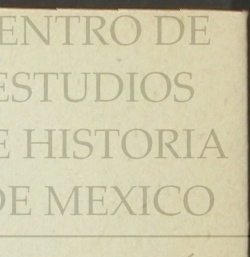 ENTRO DE
ESTUDIOS
E HISTORIA
DE MEXICO